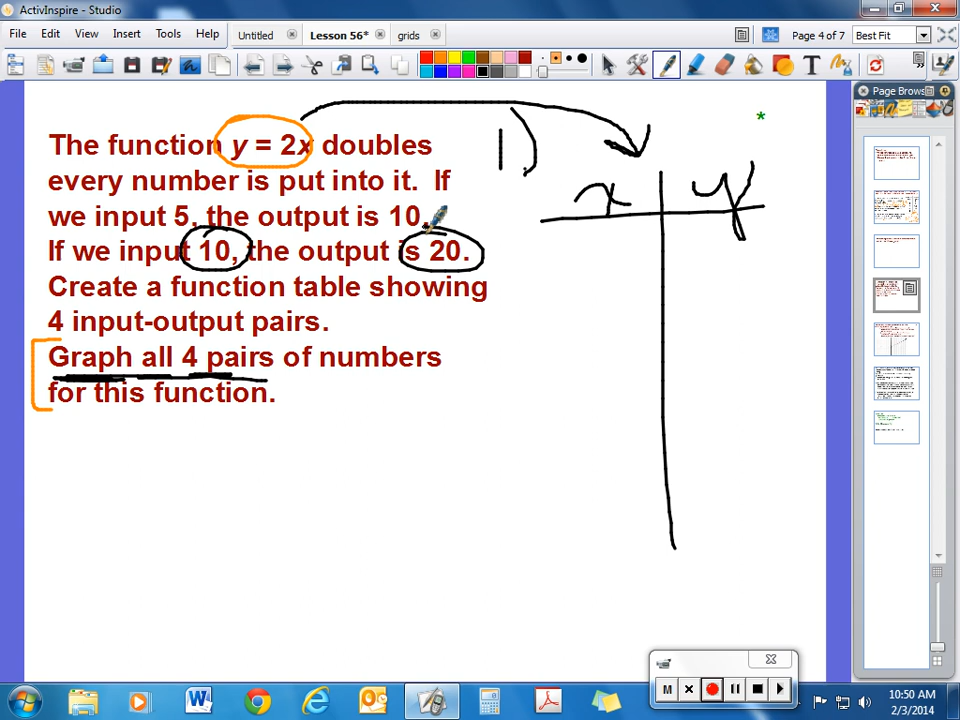 ActivInspire - Studio
File Edit View Insert Tools Help Untitled Lesson 56* grids Page 4 of 7 Best Fit
Page Brows
*
1)
The function y = 2x doubles
every number is put into it. If
we input 5, the output is 10.
If we input 10, the output is 20.
Create a function table showing
4 input-output pairs.
Graph all 4 pairs of numbers
for this function.
x y
M
10:50 AM
2/3/2014